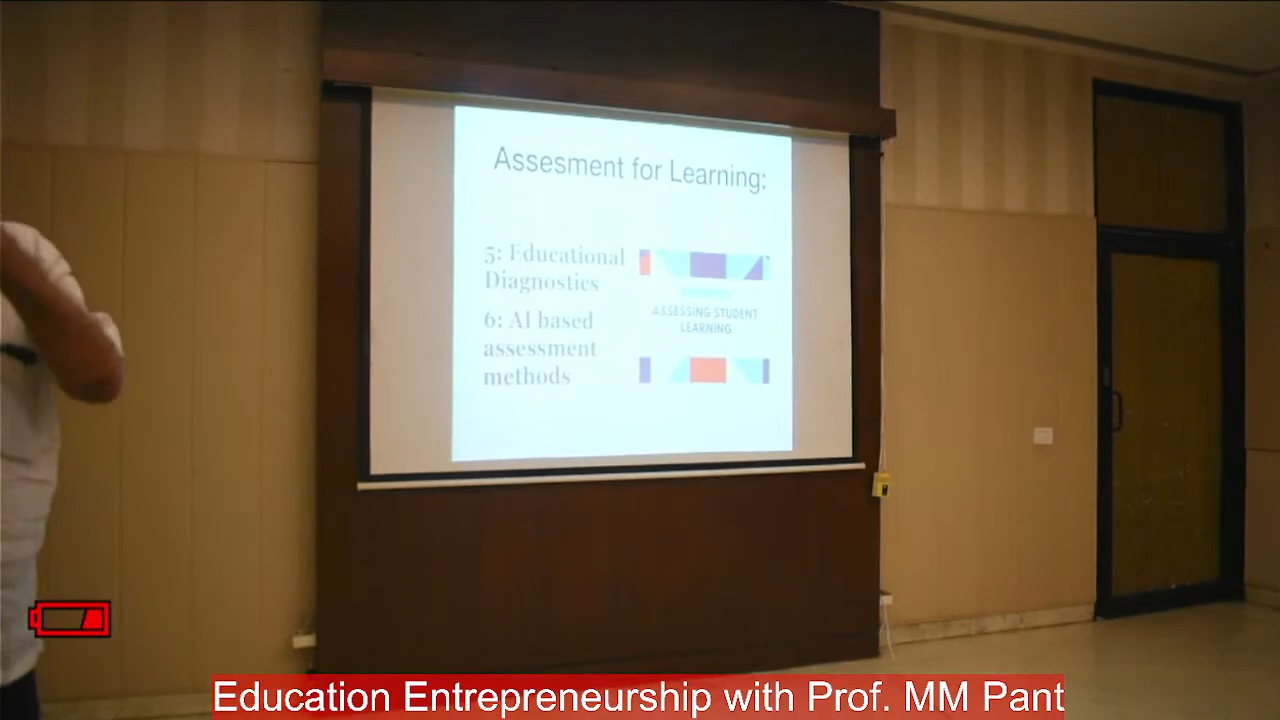 Assesment for Learning:
5: Educational
Diagnostics
6: AI based
assessment
methods
ASSESSING STUDENT
LEARNING
Education Entrepreneurship with Prof. MM Pant